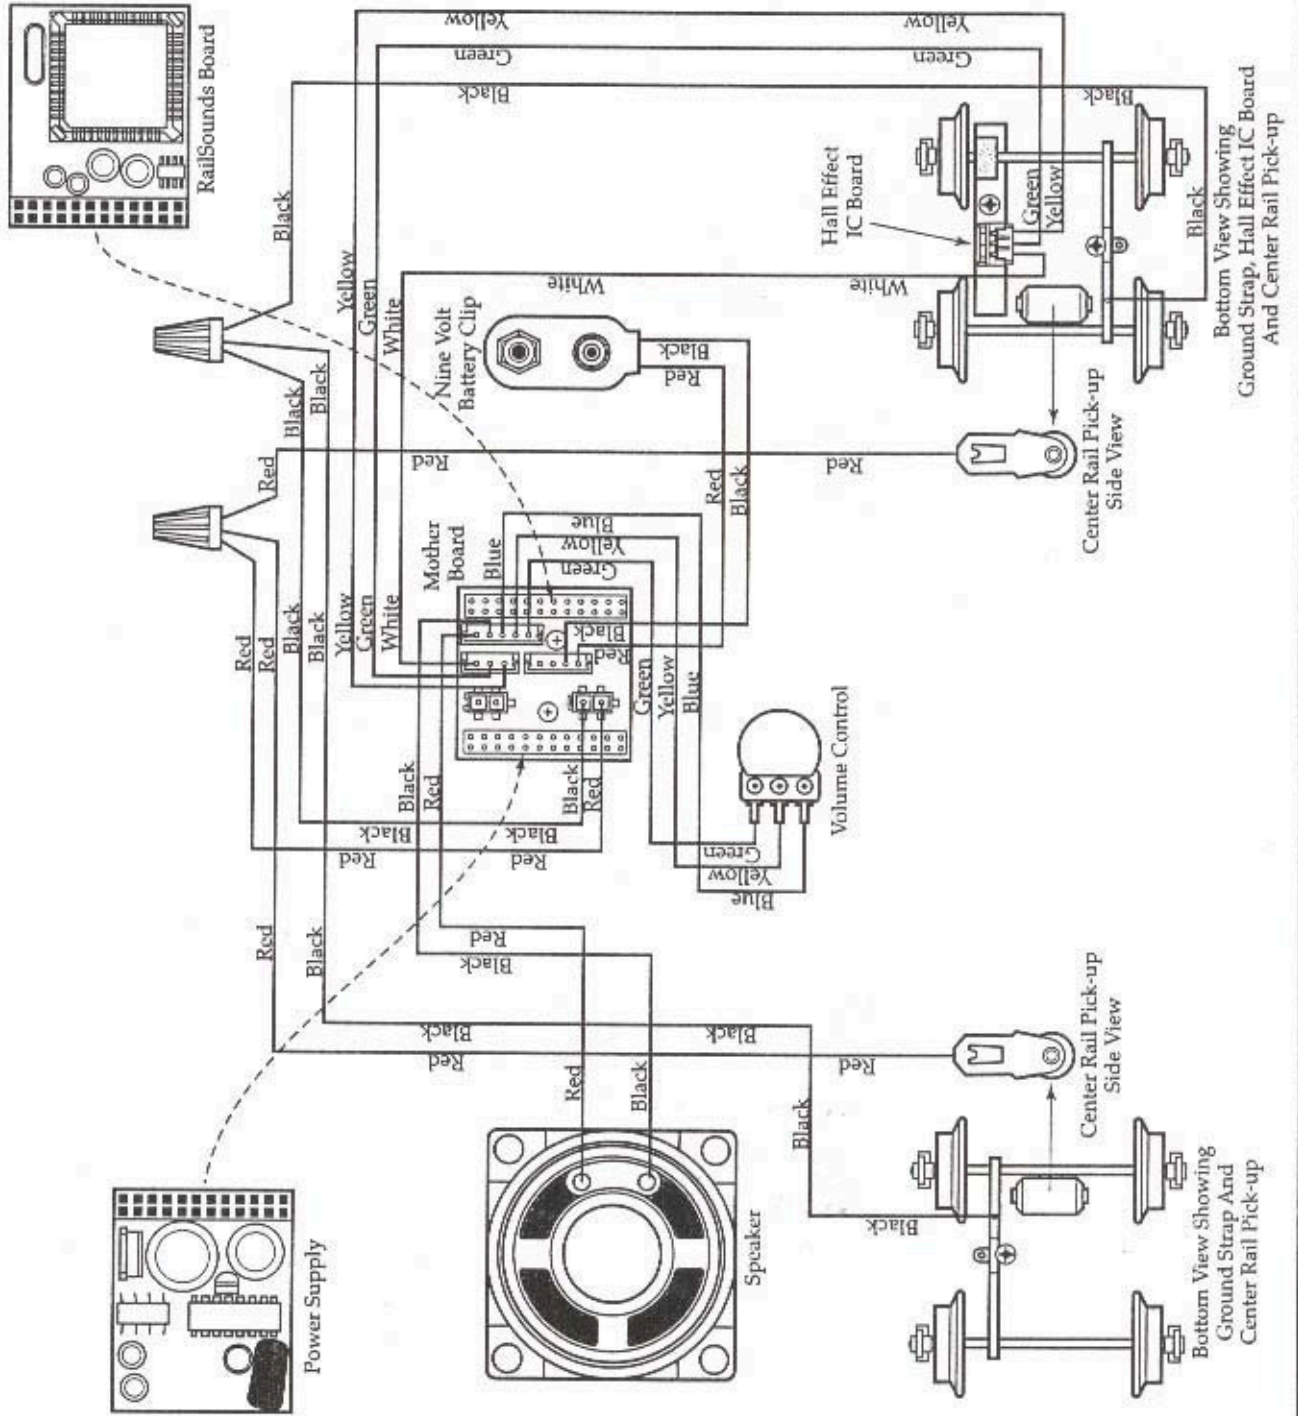 RailSounds Board
Power Supply
Black
Black
Black
Red
Red
Red
Black
Black
Red
Black
Yellow
Green
White
Yellow
Green
White
Yellow
Green
Black
Yellow
Green
Black
Nine Volt
Battery Clip
Black
Red
Red
Black
White
White
Hall Effect
IC Board
Green
Yellow
Black
Bottom View Showing
Ground Strap, Hall Effect IC Board
And Center Rail Pick-up
Red
Red
Center Rail Pick-up
Side View
Mother
Board
Blue
Blue
Yellow
Green
Black
Red
Green
Yellow
Blue
Black
Red
Black
Red
Black
Black
Red
Red
Green
Yellow
Blue
Volume Control
Red
Black
Red
Black
Speaker
Black
Red
Black
Red
Center Rail Pick-up
Side View
Black
Black
Bottom View Showing
Ground Strap And
Center Rail Pick-up